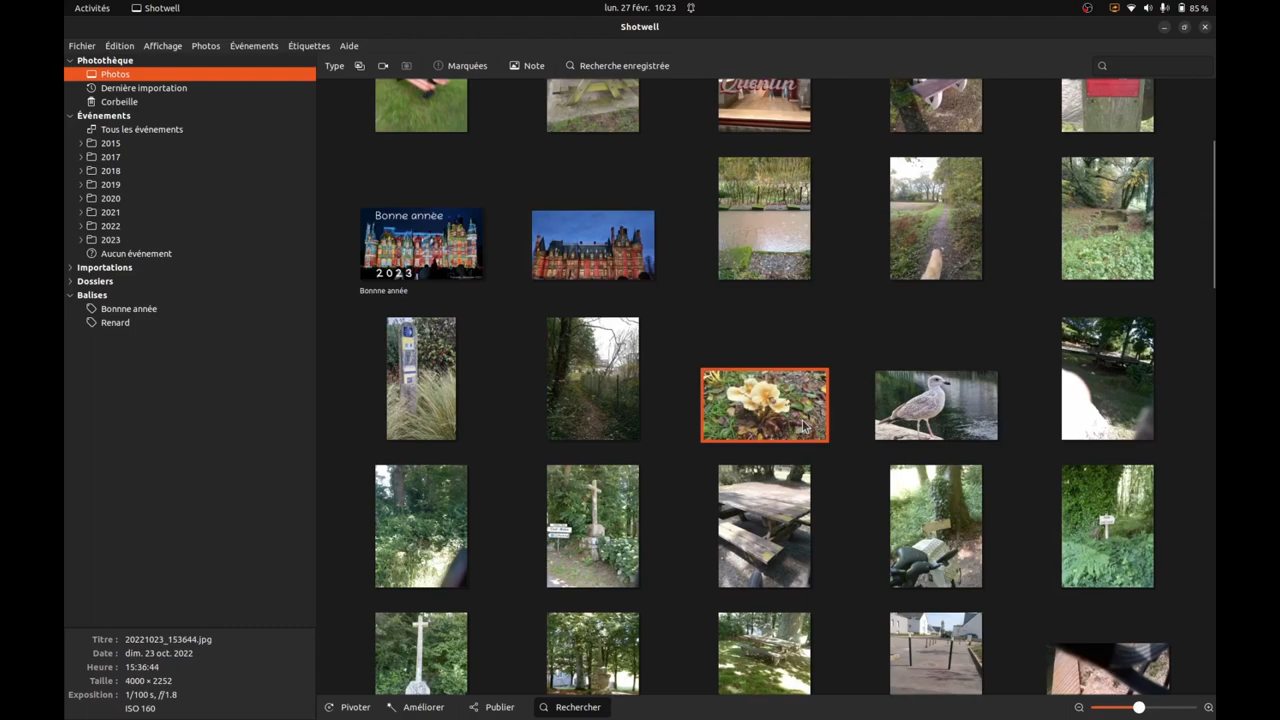 Activités Shotwell lun. 27 févr. 10:23 85 %
Shotwell
Fichier Édition Affichage Photos Événements Étiquettes Aide
Type Marquées Note Recherche enregistrée
Photothèque
Photos
Dernière importation
Corbeille
Événements
Tous les événements
2015
2017
2018
2019
2020
2021
2022
2023
Aucun événement
Importations
Dossiers
Balises
Bonnne année
Renard
Quentin
Bonne annèe
2023
Bonnne année
Titre : 20221023_153644.jpg
Date : dim. 23 oct. 2022
Heure : 15:36:44
Taille : 4000 × 2252
Exposition : 1/100 s, f/1.8
ISO 160
Pivoter Améliorer Publier Rechercher